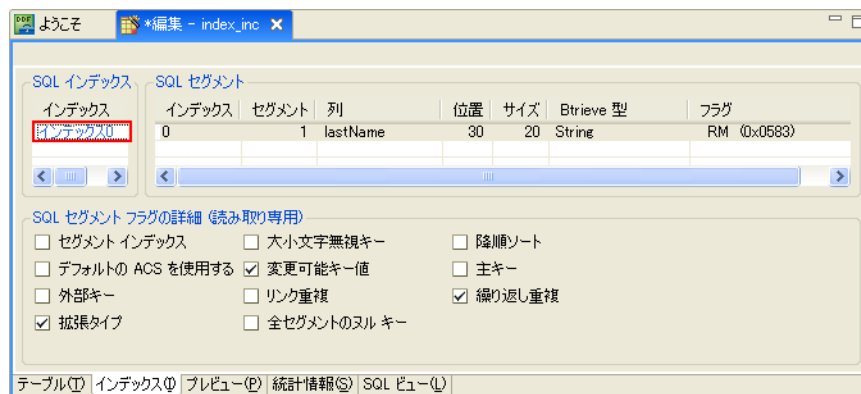 ようこそ *編集 - index_inc
SQL インデックス SQL セグメント
インデックス インデックス セグメント 列 位置 サイズ Btrieve 型 フラグ
インデックス0 0 1 lastName 30 20 String RM (0x0583)
SQL セグメント フラグの詳細 (読み取り専用)
セグメント インデックス 大小文字無視キー 降順ソート
デフォルトの ACS を使用する 変更可能キー値 主キー
外部キー リンク重複 繰り返し重複
拡張タイプ 全セグメントのヌル キー
テーブル(T) インデックス(I) プレビュー(P) 統計情報(S) SQL ビュー(L)